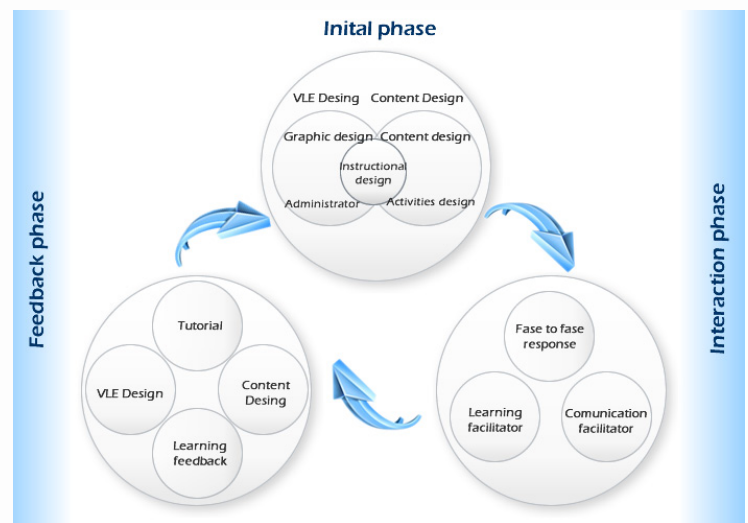 Inital phase
VLE Desing
Content Design
Graphic design
Content design
Instructional
design
Administrator
Activities design
Feedback phase
Interaction phase
Tutorial
VLE Design
Content
Desing
Learning
feedback
Fase to fase
response
Learning
facilitator
Comunication
facilitator